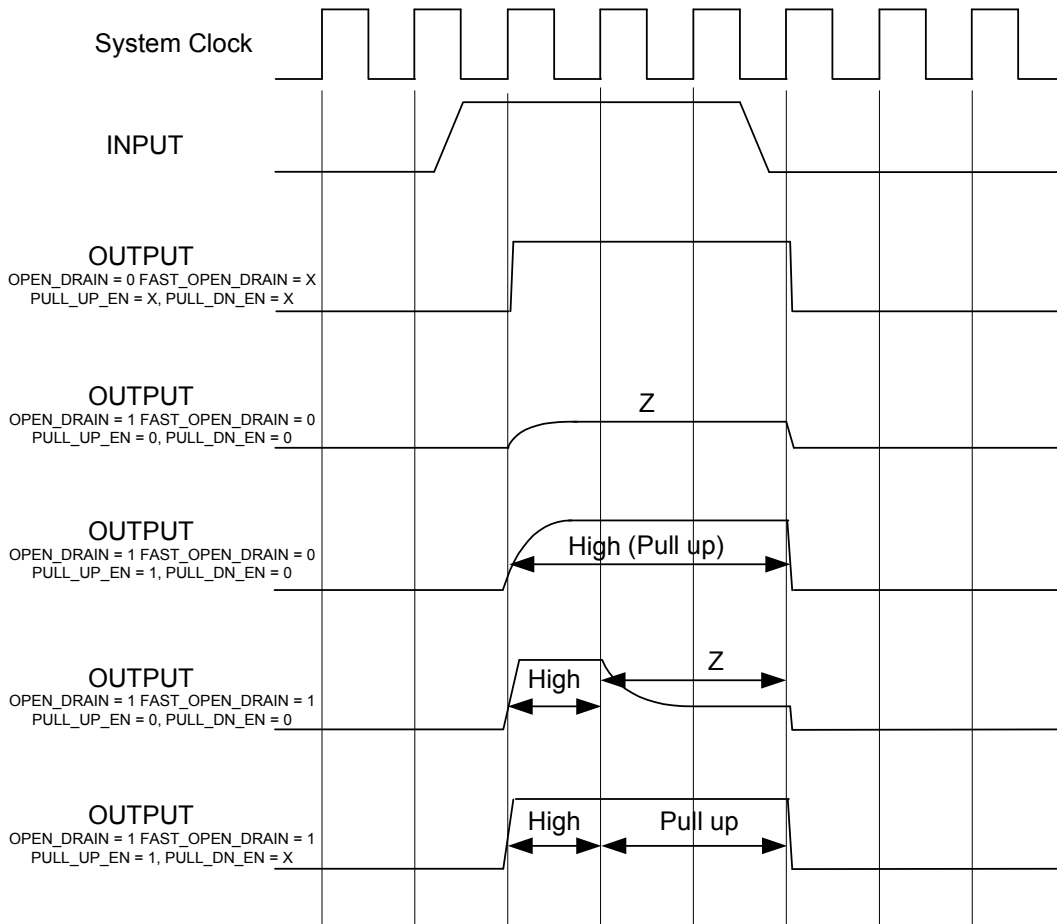 System Clock
INPUT
OUTPUT
OPEN_DRAIN = 0 FAST_OPEN_DRAIN = X
PULL_UP_EN = X, PULL_DN_EN = X
OUTPUT
OPEN_DRAIN = 1 FAST_OPEN_DRAIN = 0
PULL_UP_EN = 0, PULL_DN_EN = 0
Z
OUTPUT
OPEN_DRAIN = 1 FAST_OPEN_DRAIN = 0
PULL_UP_EN = 1, PULL_DN_EN = 0
High (Pull up)
OUTPUT
OPEN_DRAIN = 1 FAST_OPEN_DRAIN = 1
PULL_UP_EN = 0, PULL_DN_EN = 0
High
Z
OUTPUT
OPEN_DRAIN = 1 FAST_OPEN_DRAIN = 1
PULL_UP_EN = 1, PULL_DN_EN = X
High
Pull up